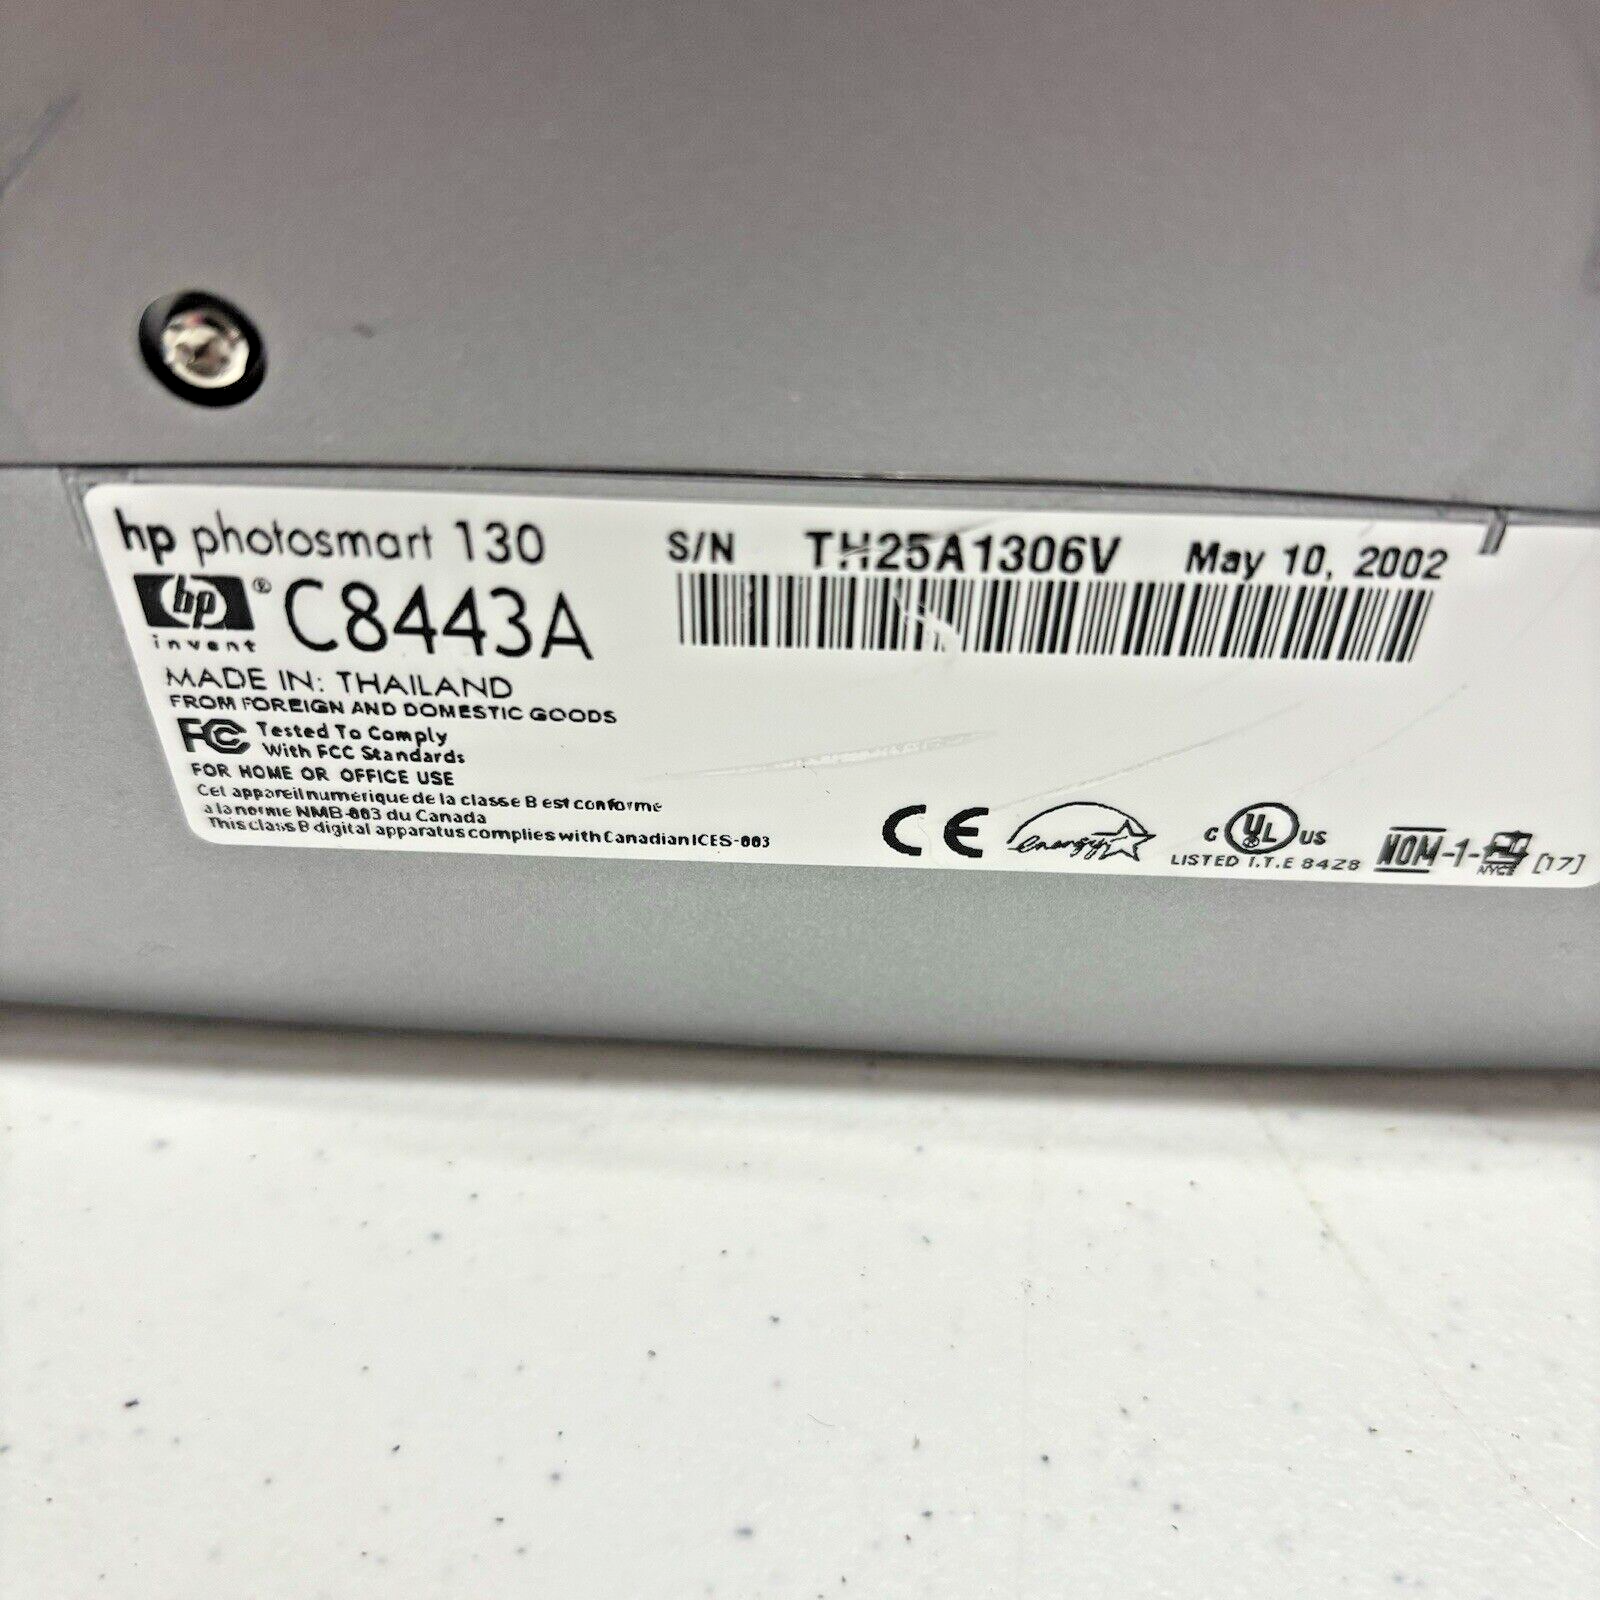 hp photosmart 130
S/N TH25A1306V May 10, 2002
hp ® C8443A
invent
MADE IN: THAILAND
FROM FOREIGN AND DOMESTIC GOODS
FC Tested To Comply
With FCC Standards
FOR HOME OR OFFICE USE
Cet appareil numérique de la classe B est conforme
a la norme NMB-003 du Canada
This class B digital apparatus complies with Canadian ICES-003
CE energy C UL US
LISTED I.T.E 84Z8
NOM-1-
NYCE
[17]